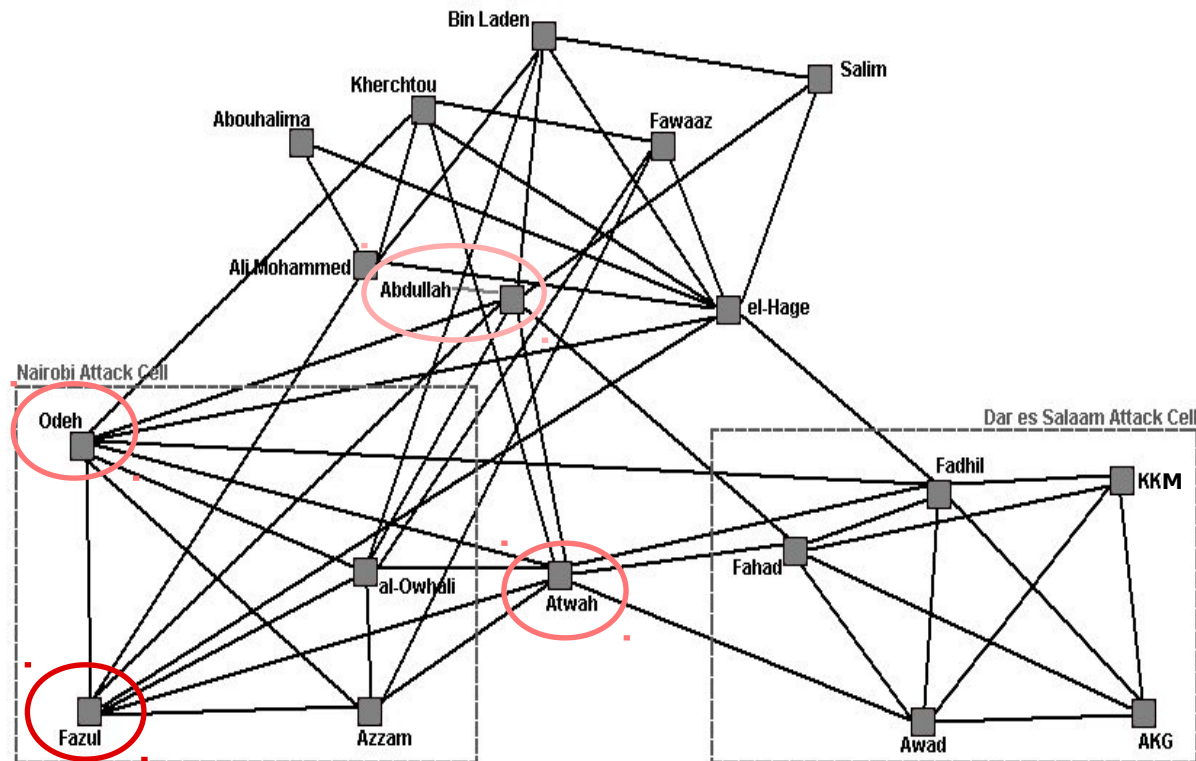 Bin Laden
Salim
Kherchtou
Abouhalima
Fawaaz
Ali Mohammed
Abdullah
el-Hage
Nairobi Attack Cell
Odeh
Dar es Salaam Attack Cell
Fadhil
KKM
Fahad
al-Owhali
Atwah
Fazul
Azzam
Awad
AKG